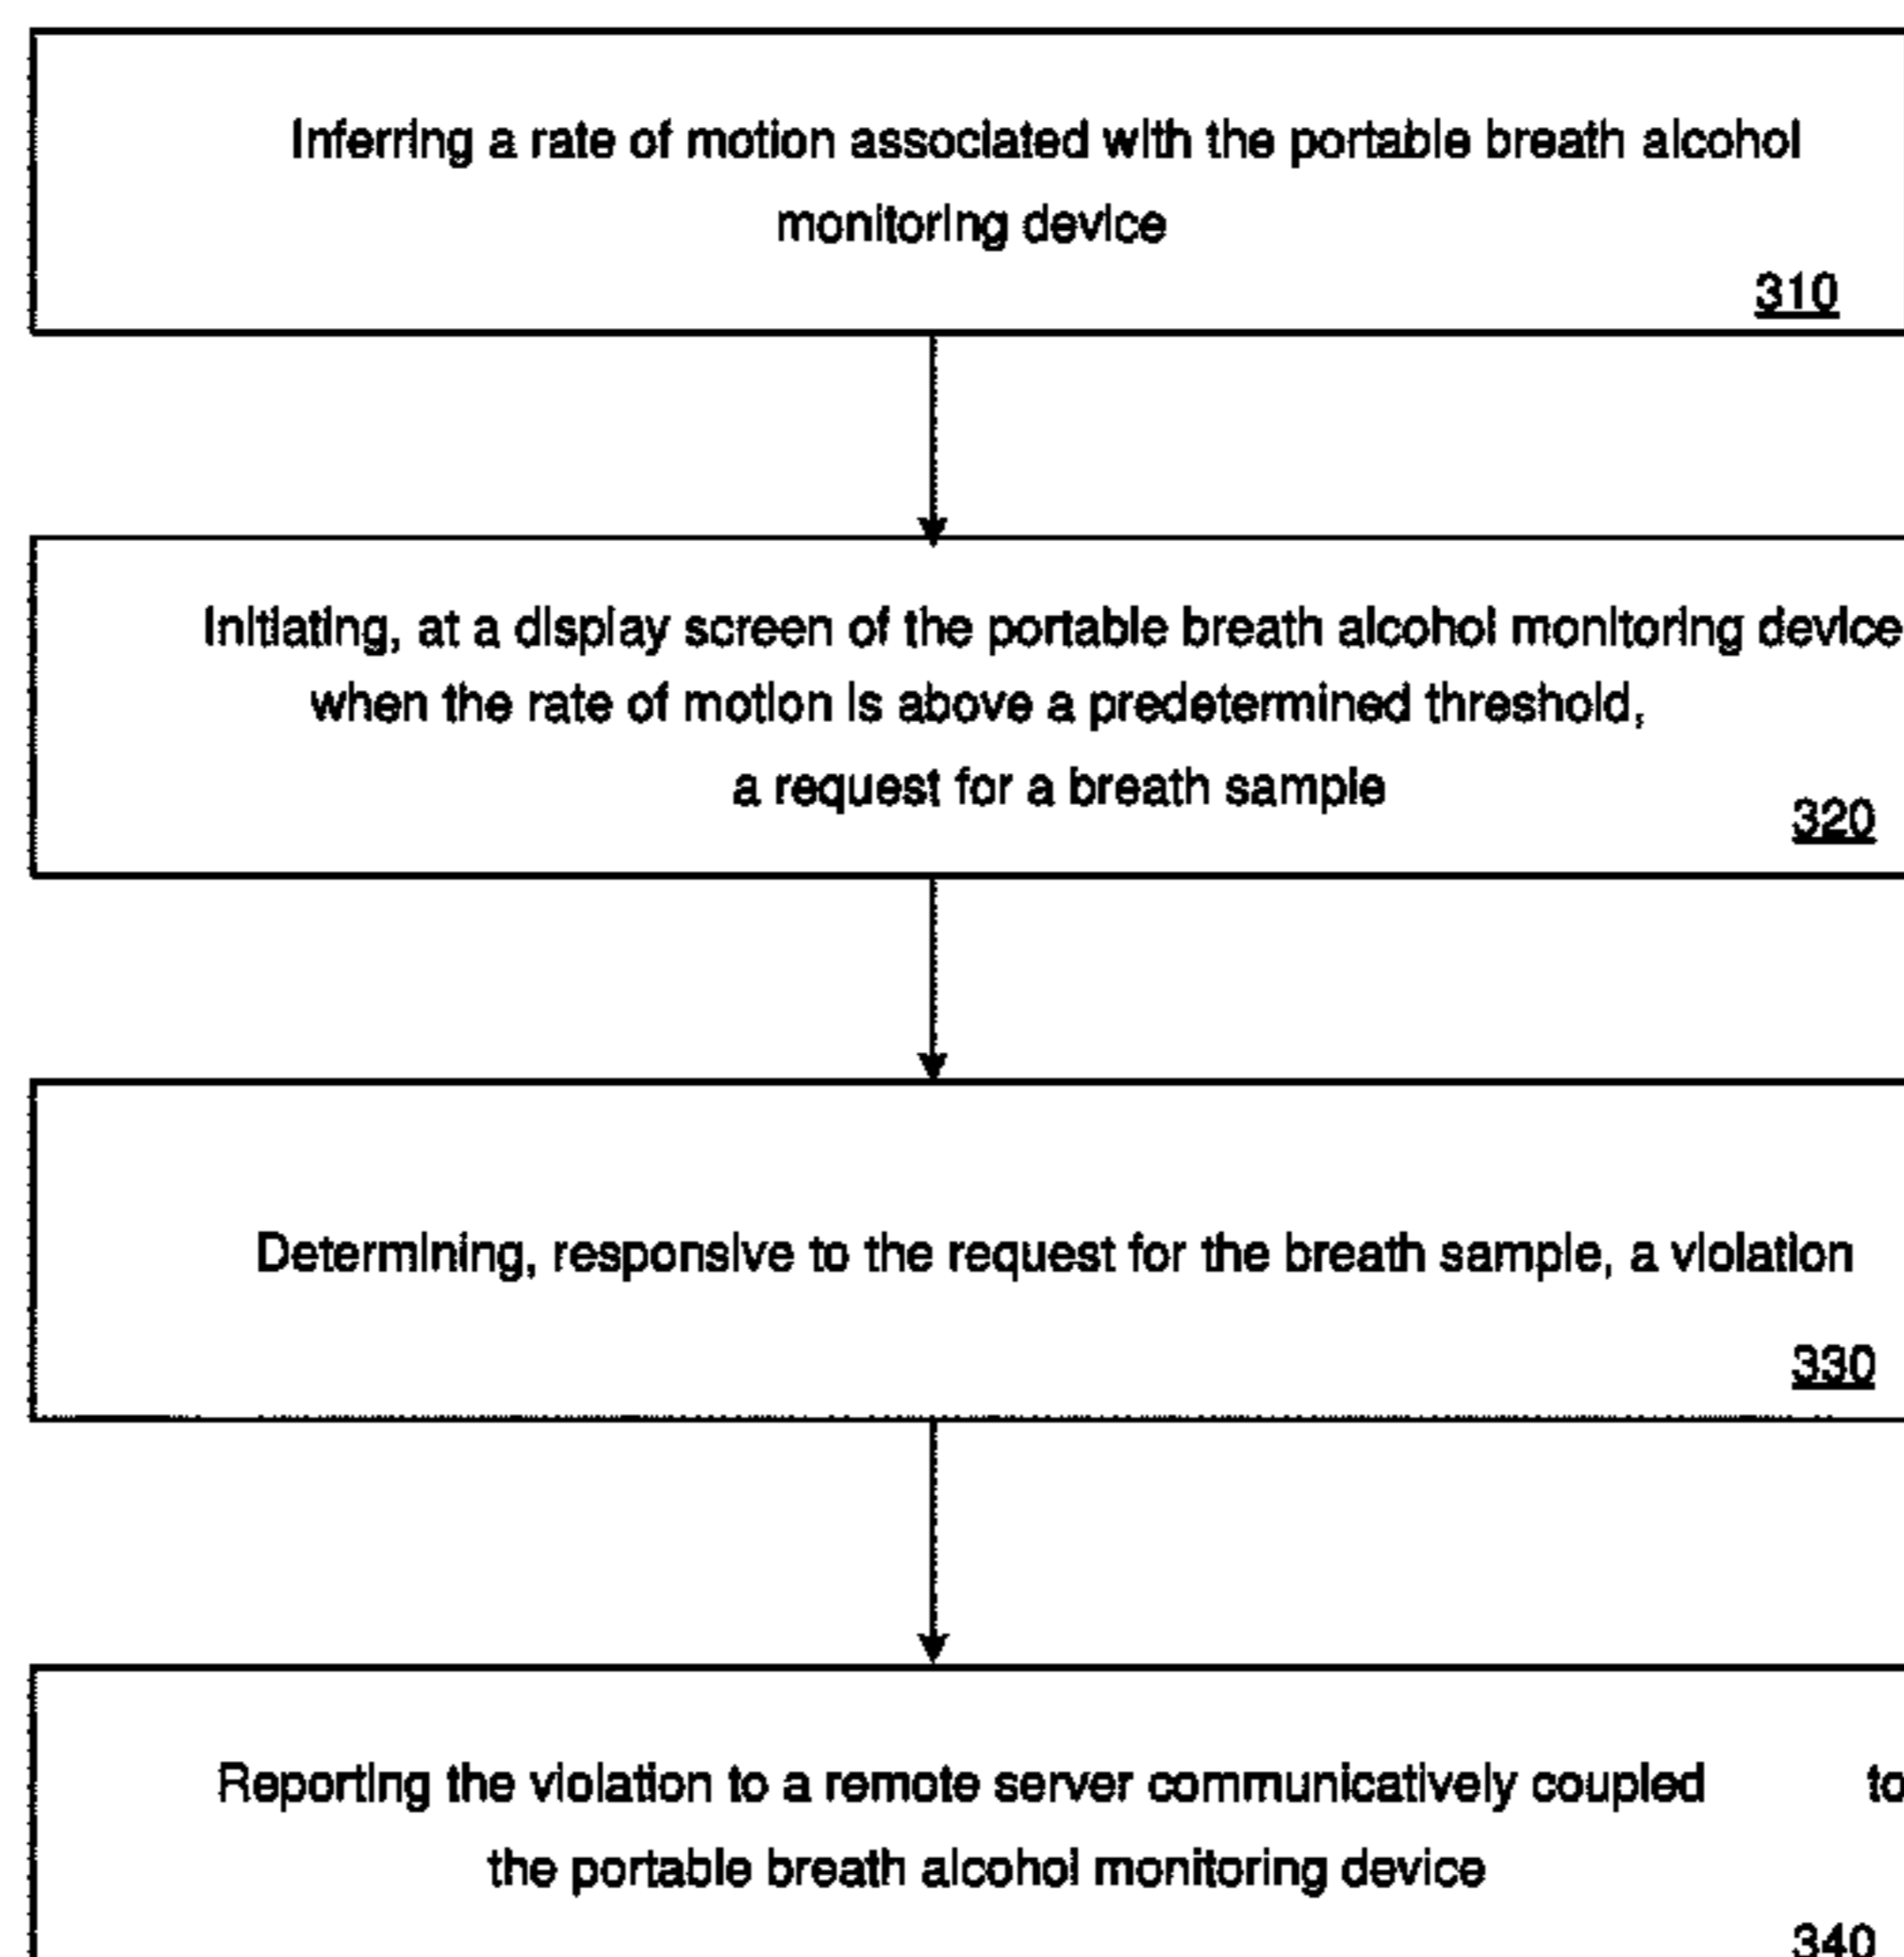 Inferring a rate of motion associated with the portable breath alcohol
monitoring device
310
Initiating, at a display screen of the portable breath alcohol monitoring device
when the rate of motion is above a predetermined threshold,
a request for a breath sample
320
Determining, responsive to the request for the breath sample, a violation
330
Reporting the violation to a remote server communicatively coupled to
the portable breath alcohol monitoring device
340